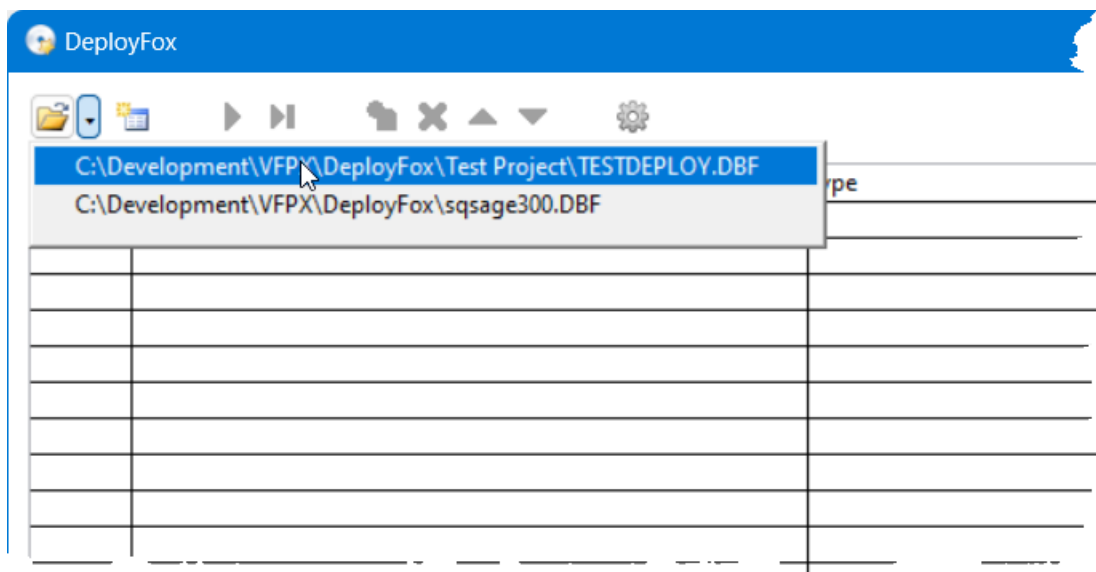 DeployFox
C:\Development\VFPX\DeployFox\Test Project\TESTDEPLOY.DBF
ype
C:\Development\VFPX\DeployFox\sqsage300.DBF